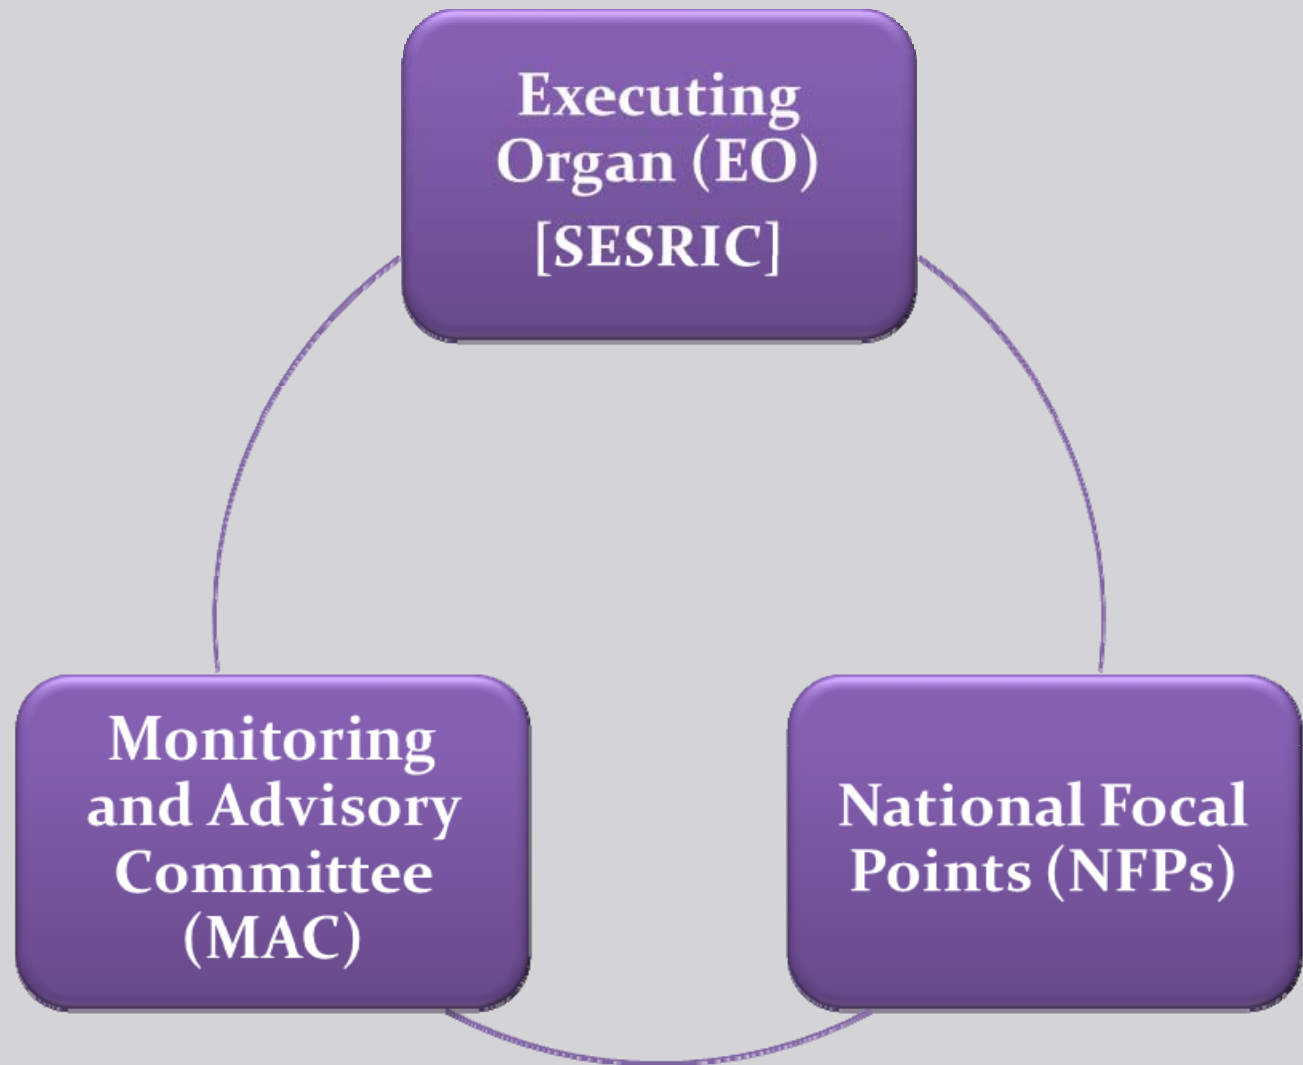 Executing
Organ (EO)
[SESRIC]
Monitoring
and Advisory
Committee
(MAC)
National Focal
Points (NFPs)